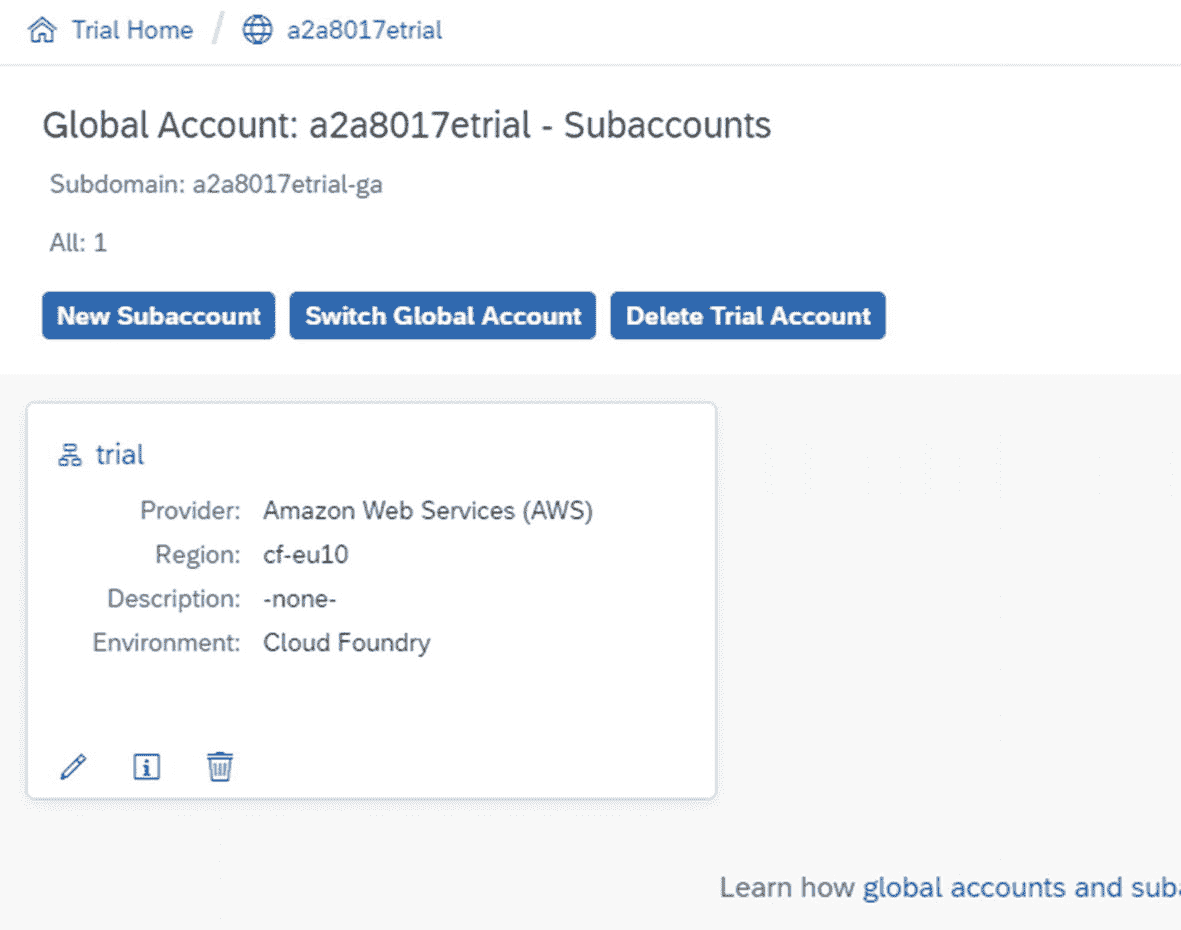 Trial Home / a2a8017etrial
Global Account: a2a8017etrial - Subaccounts
Subdomain: a2a8017etrial-ga
All: 1
New Subaccount Switch Global Account Delete Trial Account
trial
Provider: Amazon Web Services (AWS)
Region: cf-eu10
Description: -none-
Environment: Cloud Foundry
Learn how global accounts and sub